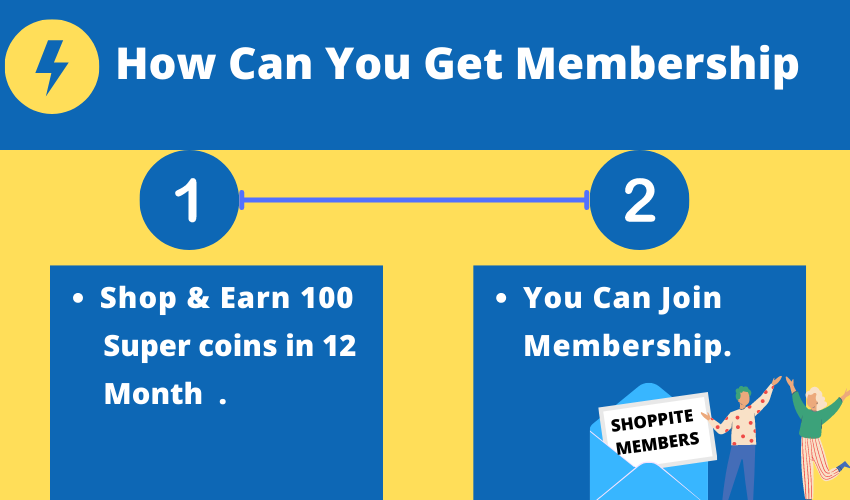 How Can You Get Membership
1
2
• Shop & Earn 100
Super coins in 12
Month .
• You Can Join
Membership.
SHOPPITE
MEMBERS